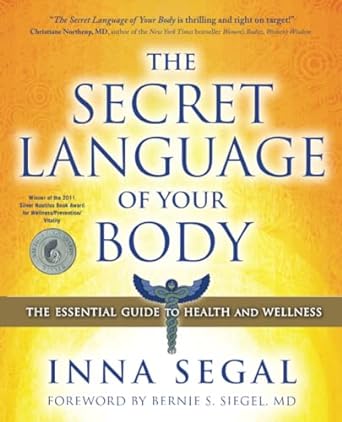 "The Secret Language of Your Body is thrilling and right on target!"
Christiane Northrup, MD, author of the New York Times bestseller Women's Bodies, Women's Wisdom
THE
SECRET
LANGUAGE
OF YOUR
BODY
Winner of the 2011
Silver Nautilus Book Award
for Wellness/Prevention/
Vitality
THE ESSENTIAL GUIDE TO HEALTH AND WELLNESS
INNA SEGAL
FOREWORD BY BERNIE S. SIEGEL, MD